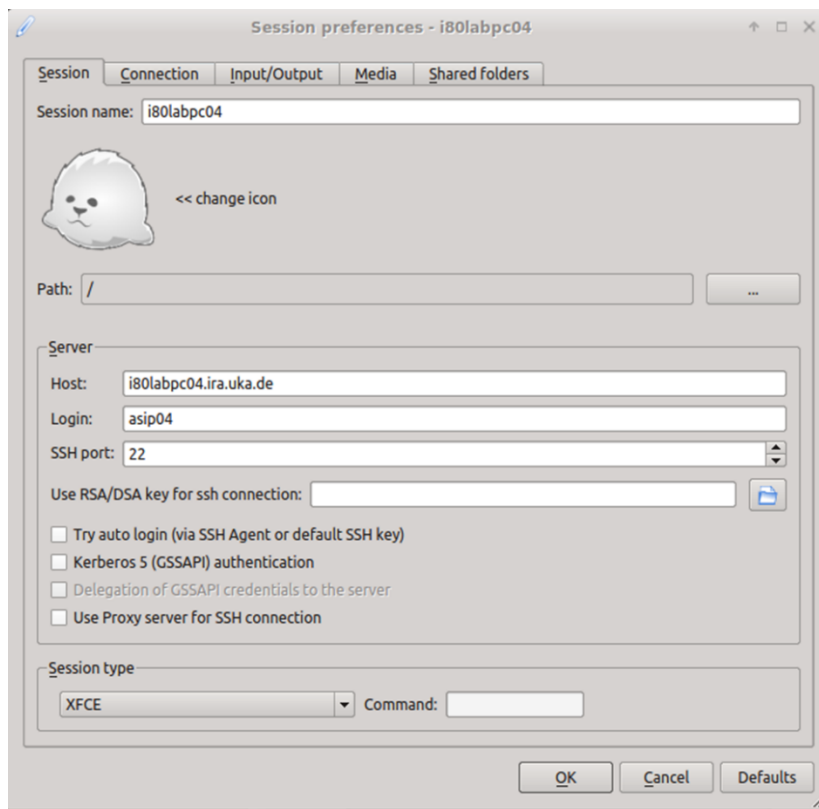 Session preferences - i80labpc04
Session Connection Input/Output Media Shared folders
Session name: i80labpc04
<< change icon
Path: / ...
Server
Host: i80labpc04.ira.uka.de
Login: asip04
SSH port: 22
Use RSA/DSA key for ssh connection:
Try auto login (via SSH Agent or default SSH key)
Kerberos 5 (GSSAPI) authentication
Delegation of GSSAPI credentials to the server
Use Proxy server for SSH connection
Session type
XFCE Command:
OK Cancel Defaults